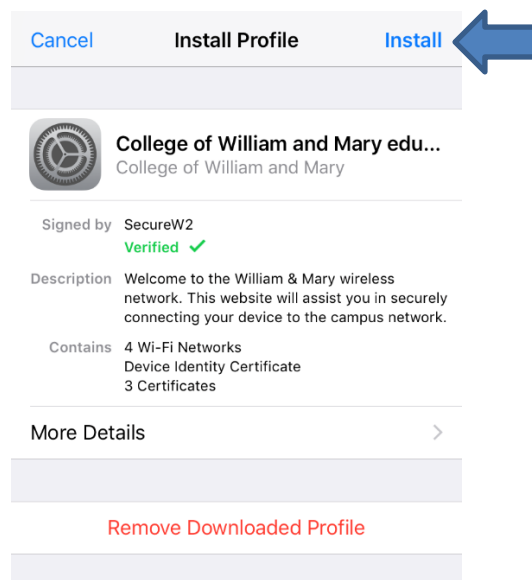 Cancel Install Profile Install
College of William and Mary edu...
College of William and Mary
Signed by SecureW2
Verified ✓
Description Welcome to the William & Mary wireless
network. This website will assist you in securely
connecting your device to the campus network.
Contains 4 Wi-Fi Networks
Device Identity Certificate
3 Certificates
More Details
Remove Downloaded Profile